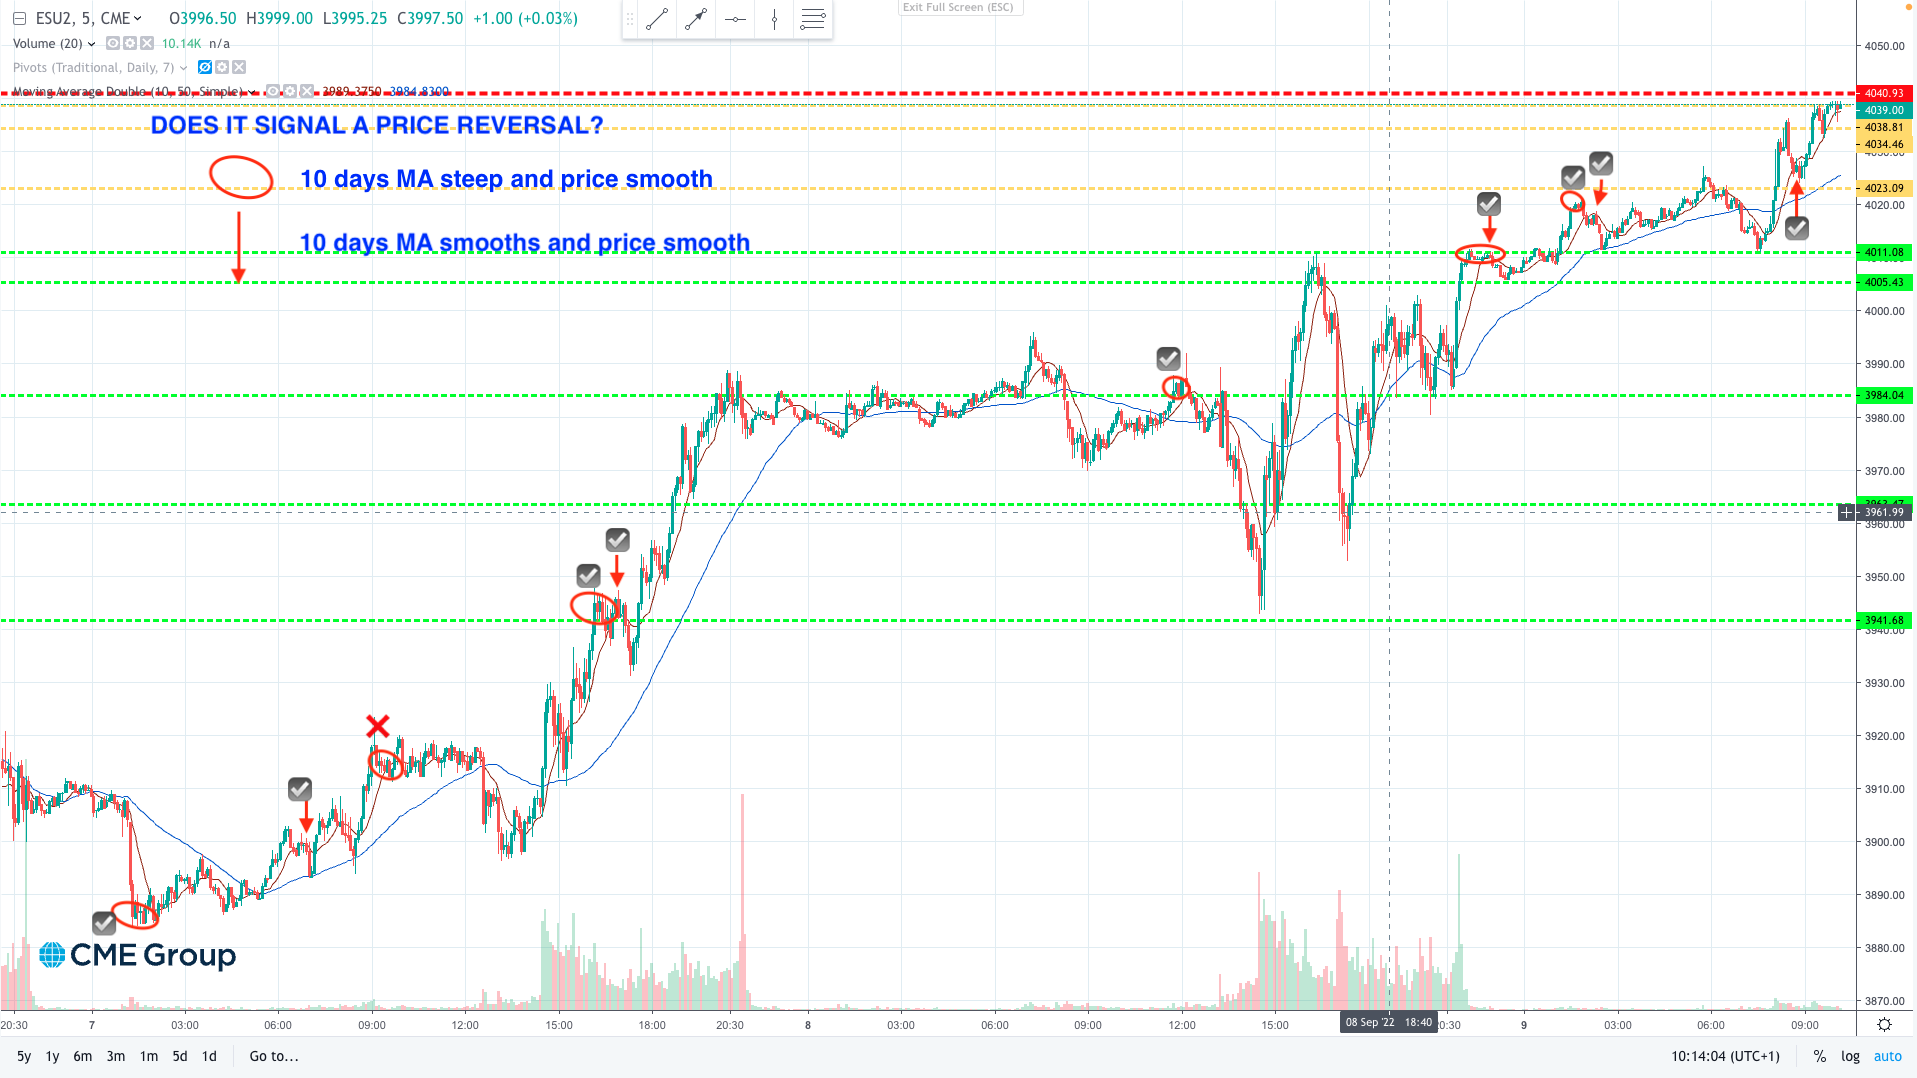 Exit Full Screen (ESC)
ESU2, 5, CME O3996.50 H3999.00 L3995.25 C3997.50 +1.00 (+0.03%)
Volume (20) 10.14K n/a
Pivots (Traditional, Daily, 7)
Moving Average Double (10, 50, Simple) 3989.3750 3984.8300
DOES IT SIGNAL A PRICE REVERSAL?
10 days MA steep and price smooth
10 days MA smooths and price smooth
4050.00
4040.93
4039.00
4038.81
4034.46
4023.09
4020.00
4011.08
4005.43
4000.00
3990.00
3984.04
3980.00
3970.00
3963.47
3961.99
3960.00
3950.00
3941.68
3940.00
3930.00
3920.00
3910.00
3900.00
3890.00
3880.00
3870.00
CME Group
20:30 7 03:00 06:00 09:00 12:00 15:00 18:00 20:30 8 03:00 06:00 09:00 12:00 15:00 08 Sep '22 18:40 20:30 9 03:00 06:00 09:00
5y 1y 6m 3m 1m 5d 1d Go to... 10:14:04 (UTC+1) % log auto